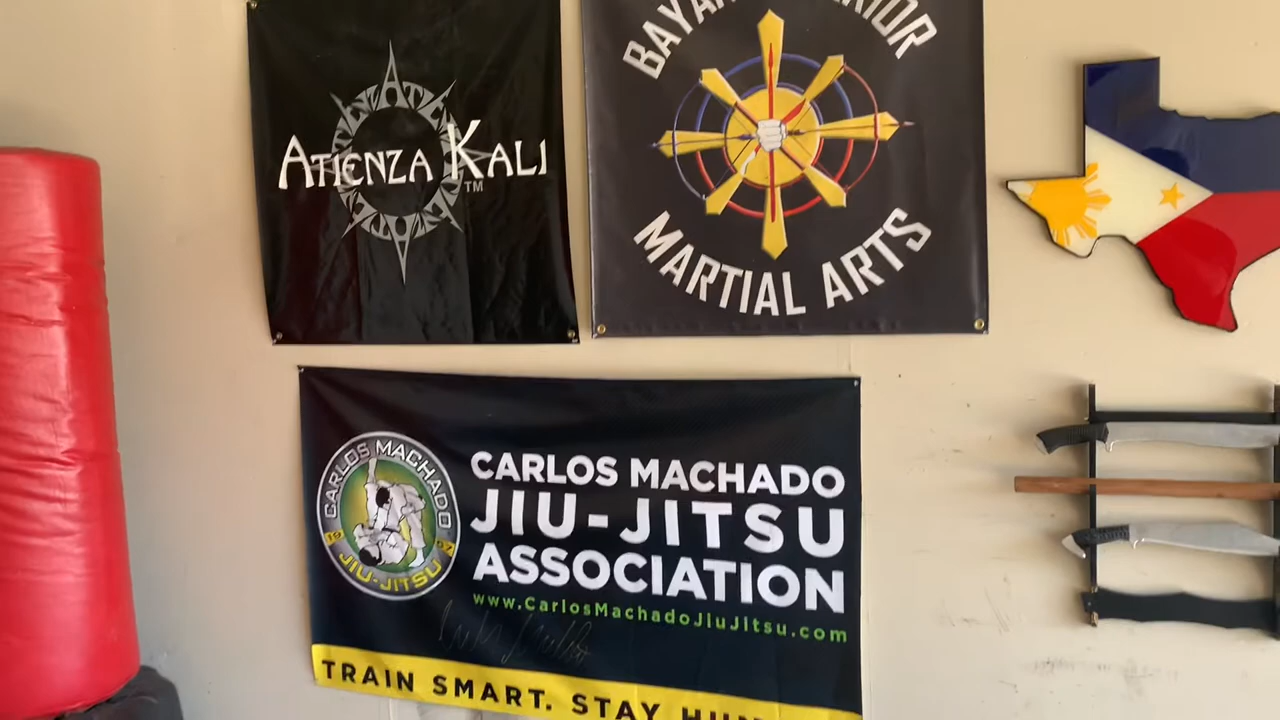 ATIENZA KALI
TM
MARTIAL ARTS
CARLOS MACHADO
JIU-JITSU
CARLOS MACHADO
JIU-JITSU
ASSOCIATION
www.CarlosMachadoJiuJitsu.com
TRAIN SMART. STAY